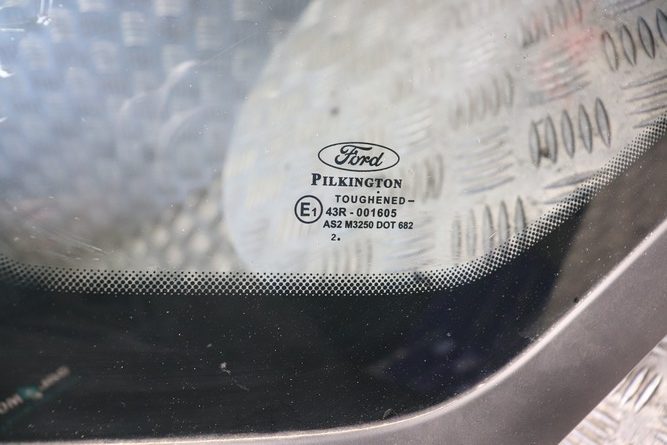 Ford
PILKINGTON
TOUGHENED
E1 43R - 001605
AS2 M3250 DOT 682
2.